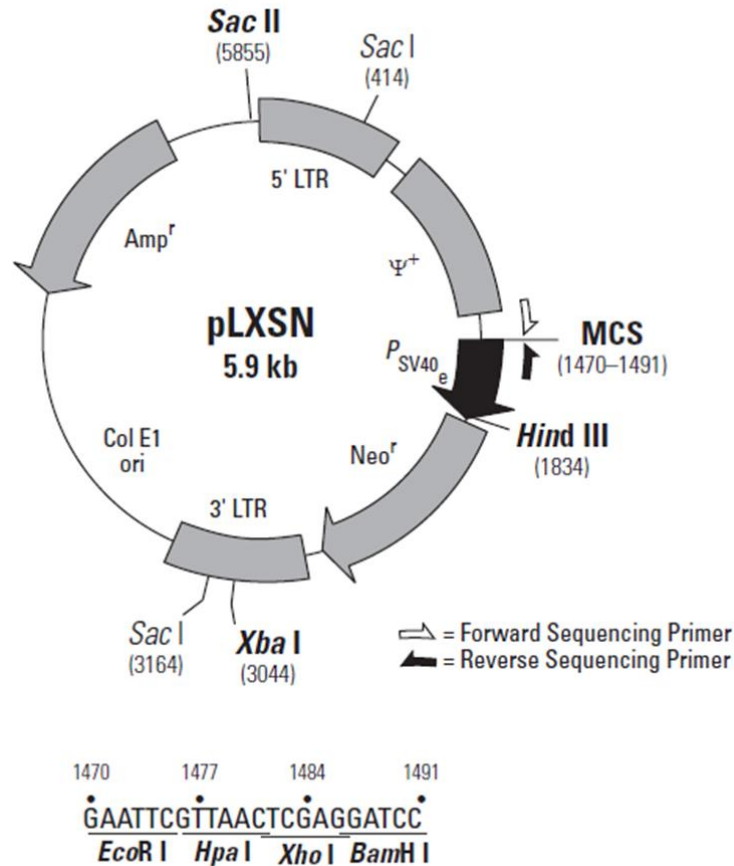 Sac II
(5855)
Sac I
(414)
5' LTR
Ampʳ
Ψ⁺
pLXSN
5.9 kb
P SV40 e
MCS
(1470–1491)
Hind III
(1834)
Neoʳ
Col E1
ori
3' LTR
Sac I
(3164)
Xba I
(3044)
= Forward Sequencing Primer
= Reverse Sequencing Primer
1470 1477 1484 1491
GAATTCGTTAACTCGAGGATCC
EcoR I Hpa I Xho I BamH I